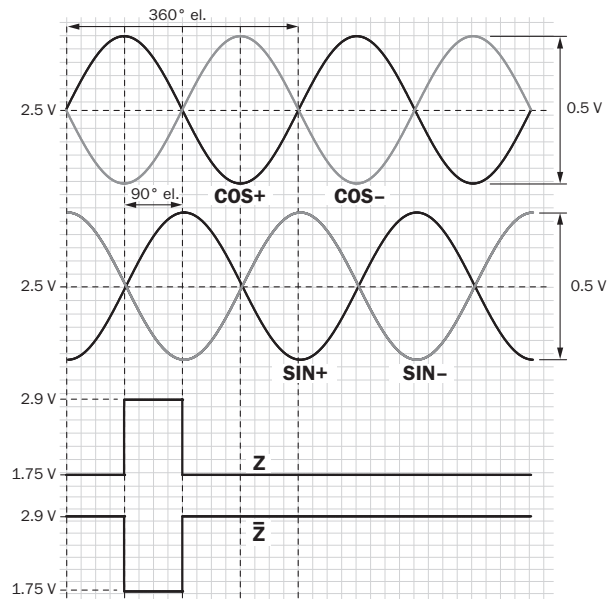 360° el.
2.5 V
0.5 V
90° el.
COS+ COS–
2.5 V
0.5 V
SIN+ SIN–
2.9 V
Z
1.75 V
2.9 V
Z̅
1.75 V